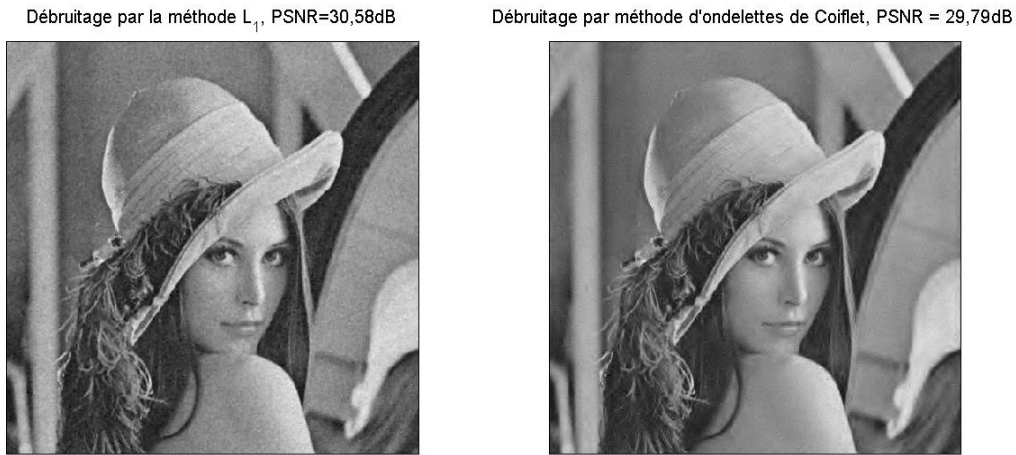 Débruitage par la méthode L1, PSNR=30,58dB
Débruitage par méthode d'ondelettes de Coiflet, PSNR = 29,79dB